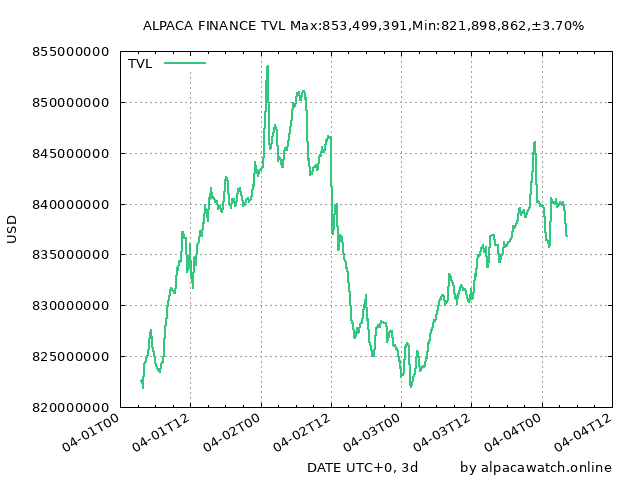 ALPACA FINANCE TVL Max:853,499,391,Min:821,898,862,±3.70%
855000000
TVL
850000000
845000000
840000000
USD
835000000
830000000
825000000
820000000
04-01T00
04-01T12
04-02T00
04-02T12
04-03T00
04-03T12
04-04T00
04-04T12
DATE UTC+0, 3d
by alpacawatch.online